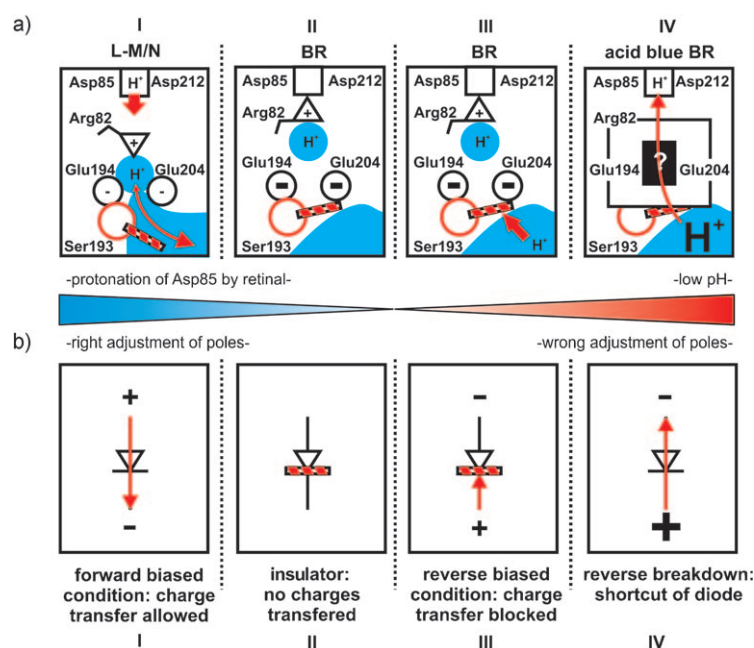 a)
I
II
III
IV
L-M/N
BR
BR
acid blue BR
Asp85
H⁺
Asp212
Arg82
+
H⁺
Glu194
Glu204
-
-
Ser193
Asp85
Asp212
Arg82
+
H⁺
Glu194
Glu204
-
-
Ser193
Asp85
Asp212
Arg82
+
H⁺
Glu194
Glu204
-
-
Ser193
H⁺
Asp85
H⁺
Asp212
Arg82
Glu194
?
Glu204
Ser193
H⁺
-protonation of Asp85 by retinal-
-low pH-
-right adjustment of poles-
-wrong adjustment of poles-
b)
+
-
-
+
-
+
forward biased
condition: charge
transfer allowed
insulator:
no charges
transfered
reverse biased
condition: charge
transfer blocked
reverse breakdown:
shortcut of diode
I
II
III
IV